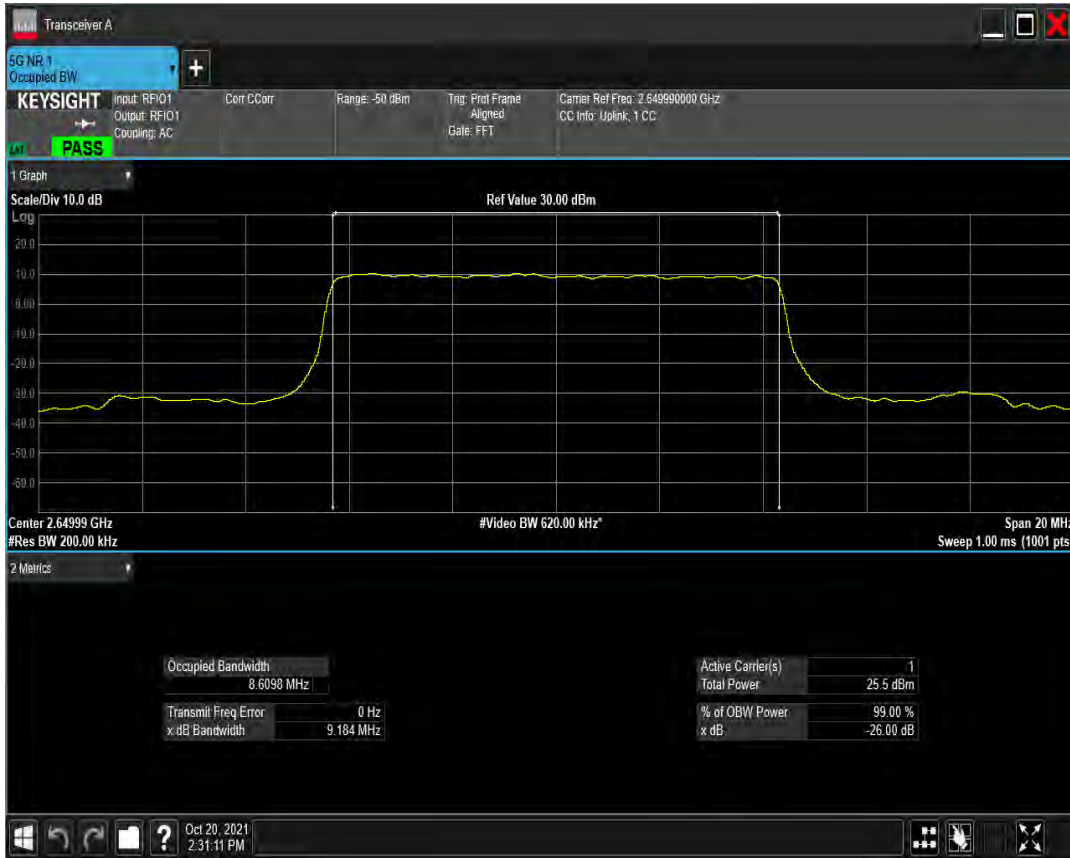 Transceiver A
5G NR 1
Occupied BW
+
KEYSIGHT
PASS
Input: RFIO1
Output: RFIO1
Coupling: AC
Corr CCorr
Range: -50 dBm
Trig: Prot Frame
Aligned
Gate: FFT
Carrier Ref Freq: 2.649990000 GHz
CC Info: Uplink, 1 CC
1 Graph
Scale/Div 10.0 dB
Ref Value 30.00 dBm
Log
20.0
10.0
0.00
-10.0
-20.0
-30.0
-40.0
-50.0
-60.0
Center 2.64999 GHz
#Video BW 620.00 kHz*
Span 20 MHz
#Res BW 200.00 kHz
Sweep 1.00 ms (1001 pts
2 Metrics
Occupied Bandwidth
8.6098 MHz
Transmit Freq Error 0 Hz
x dB Bandwidth 9.184 MHz
Active Carrier(s) 1
Total Power 25.5 dBm
% of OBW Power 99.00 %
x dB -26.00 dB
?
Oct 20, 2021
2:31:11 PM